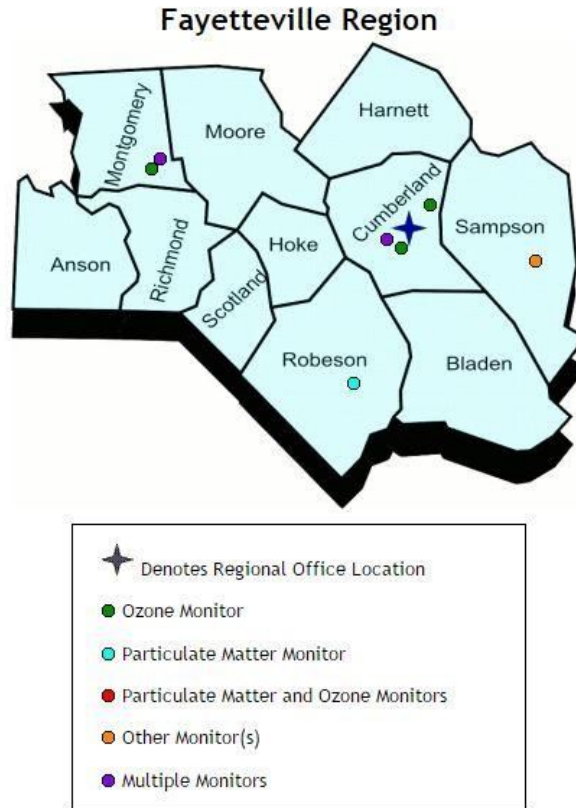 Fayetteville Region
Harnett
Moore
Montgomery
Cumberland
Sampson
Hoke
Anson
Richmond
Scotland
Robeson
Bladen
Denotes Regional Office Location
Ozone Monitor
Particulate Matter Monitor
Particulate Matter and Ozone Monitors
Other Monitor(s)
Multiple Monitors